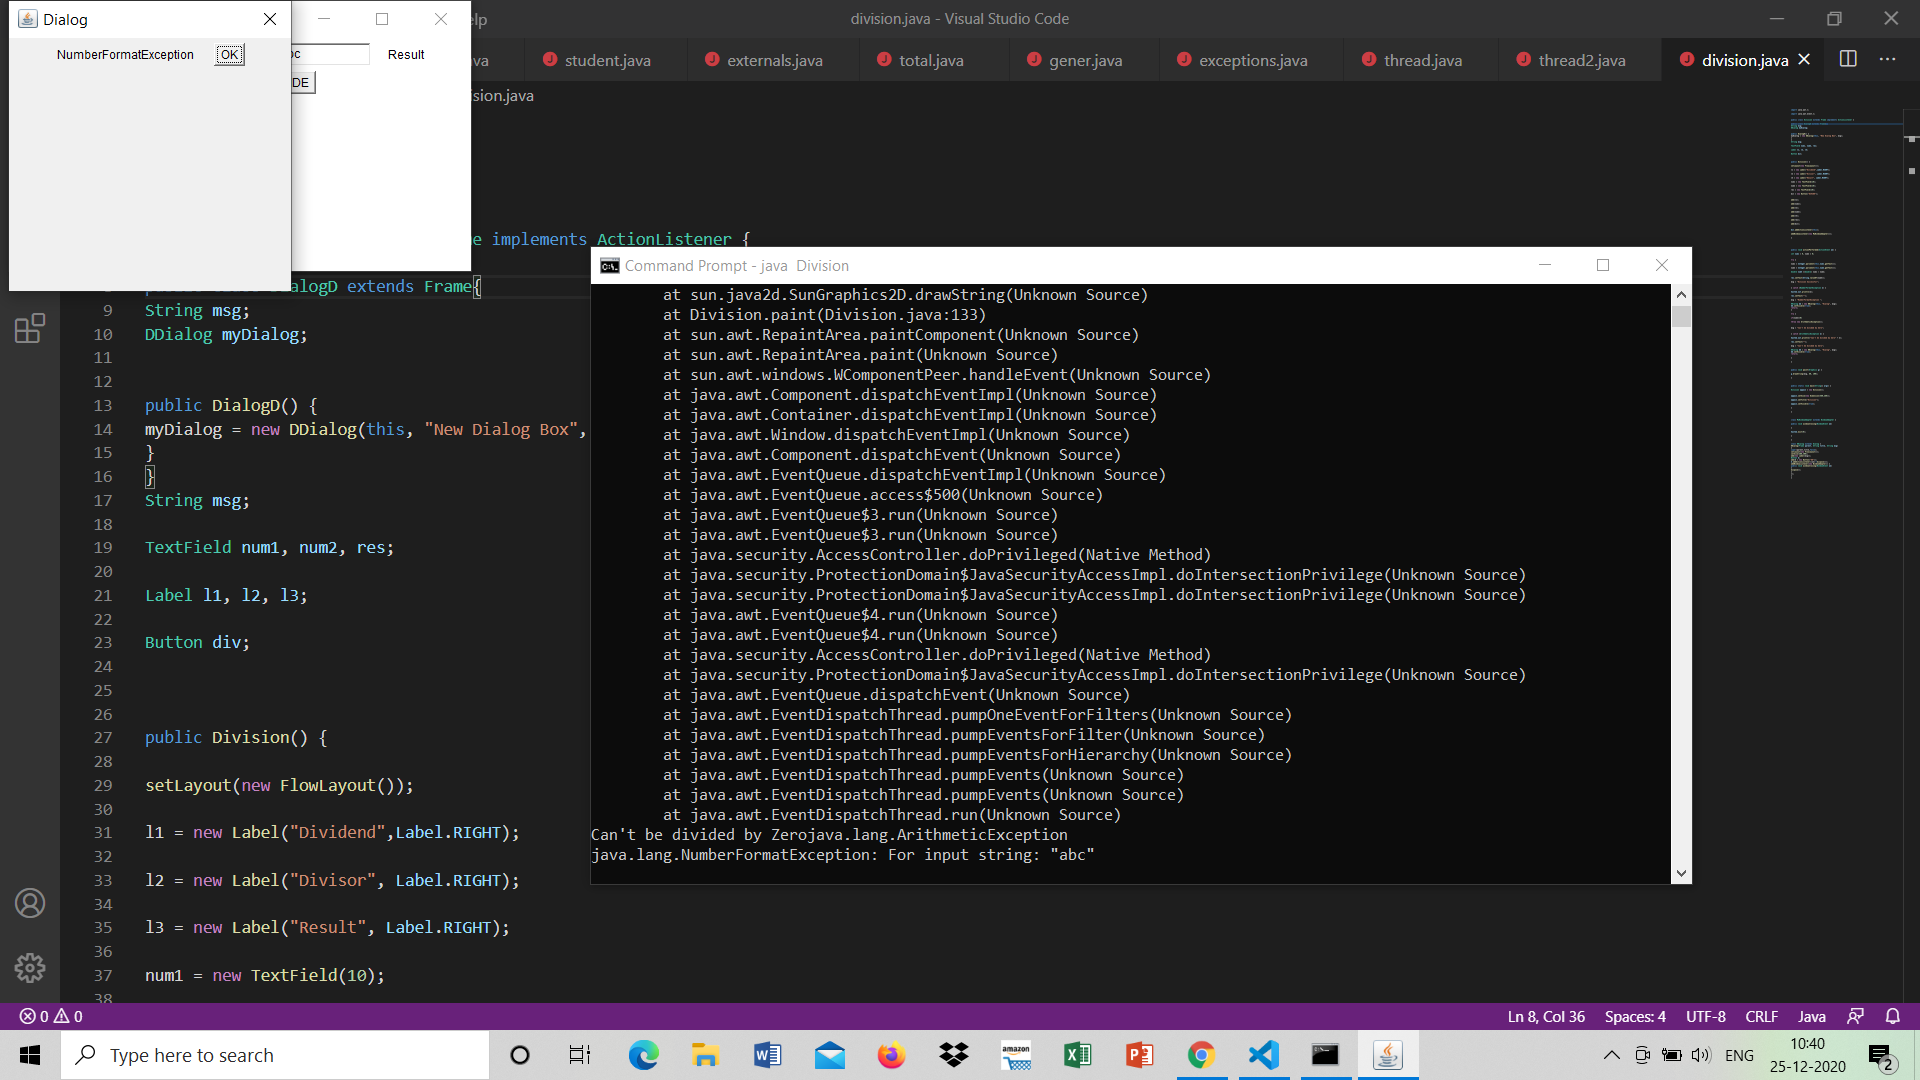 Dialog
NumberFormatException OK
Result
DE
division.java - Visual Studio Code
student.java
externals.java
total.java
gener.java
exceptions.java
thread.java
thread2.java
division.java
implements ActionListener {
extends Frame{
9 String msg;
10 DDialog myDialog;
11
12
13 public DialogD() {
14 myDialog = new DDialog(this, "New Dialog Box",
15 }
16 }
17 String msg;
18
19 TextField num1, num2, res;
20
21 Label l1, l2, l3;
22
23 Button div;
24
25
26
27 public Division() {
28
29 setLayout(new FlowLayout());
30
31 l1 = new Label("Dividend",Label.RIGHT);
32
33 l2 = new Label("Divisor", Label.RIGHT);
34
35 l3 = new Label("Result", Label.RIGHT);
36
37 num1 = new TextField(10);
38
Command Prompt - java Division
at sun.java2d.SunGraphics2D.drawString(Unknown Source)
at Division.paint(Division.java:133)
at sun.awt.RepaintArea.paintComponent(Unknown Source)
at sun.awt.RepaintArea.paint(Unknown Source)
at sun.awt.windows.WComponentPeer.handleEvent(Unknown Source)
at java.awt.Component.dispatchEventImpl(Unknown Source)
at java.awt.Container.dispatchEventImpl(Unknown Source)
at java.awt.Window.dispatchEventImpl(Unknown Source)
at java.awt.Component.dispatchEvent(Unknown Source)
at java.awt.EventQueue.dispatchEventImpl(Unknown Source)
at java.awt.EventQueue.access$500(Unknown Source)
at java.awt.EventQueue$3.run(Unknown Source)
at java.awt.EventQueue$3.run(Unknown Source)
at java.security.AccessController.doPrivileged(Native Method)
at java.security.ProtectionDomain$JavaSecurityAccessImpl.doIntersectionPrivilege(Unknown Source)
at java.security.ProtectionDomain$JavaSecurityAccessImpl.doIntersectionPrivilege(Unknown Source)
at java.awt.EventQueue$4.run(Unknown Source)
at java.awt.EventQueue$4.run(Unknown Source)
at java.security.AccessController.doPrivileged(Native Method)
at java.security.ProtectionDomain$JavaSecurityAccessImpl.doIntersectionPrivilege(Unknown Source)
at java.awt.EventQueue.dispatchEvent(Unknown Source)
at java.awt.EventDispatchThread.pumpOneEventForFilters(Unknown Source)
at java.awt.EventDispatchThread.pumpEventsForFilter(Unknown Source)
at java.awt.EventDispatchThread.pumpEventsForHierarchy(Unknown Source)
at java.awt.EventDispatchThread.pumpEvents(Unknown Source)
at java.awt.EventDispatchThread.pumpEvents(Unknown Source)
at java.awt.EventDispatchThread.run(Unknown Source)
Can't be divided by Zerojava.lang.ArithmeticException
java.lang.NumberFormatException: For input string: "abc"
0 0
Ln 8, Col 36 Spaces: 4 UTF-8 CRLF Java
Type here to search
amazon
ENG
10:40
25-12-2020
2